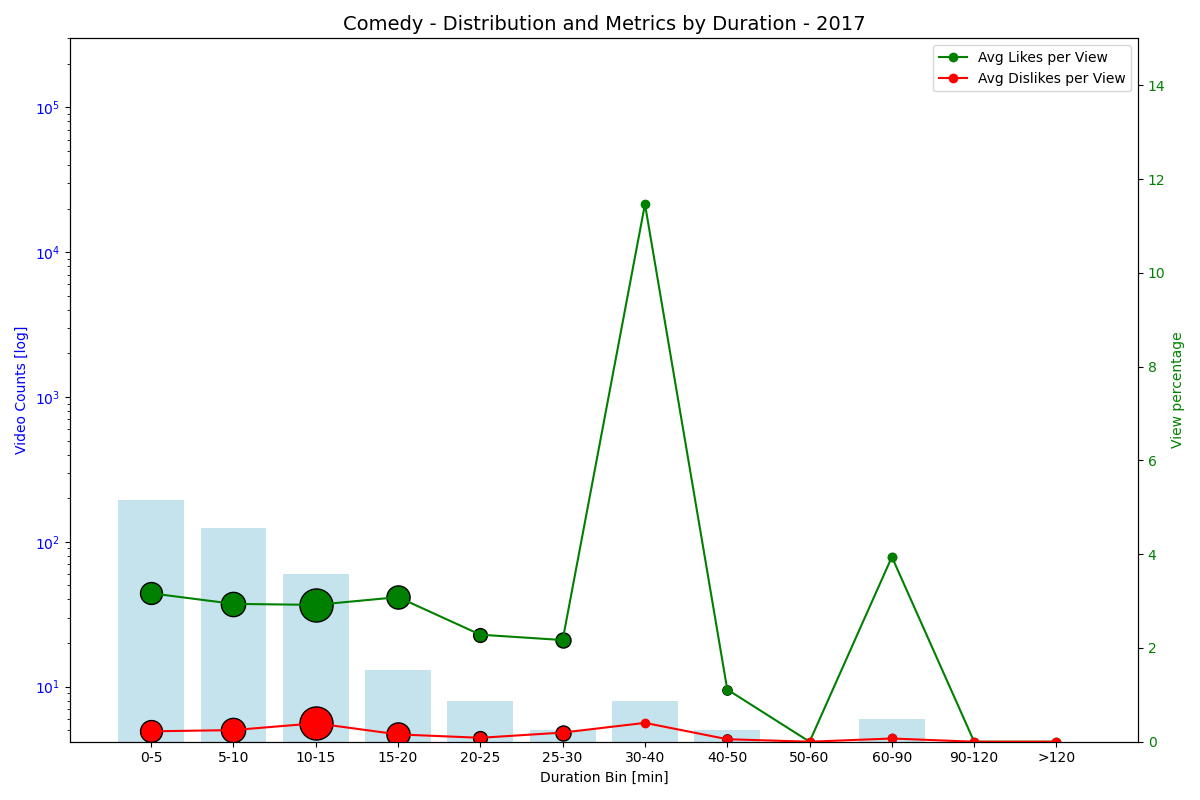 Comedy - Distribution and Metrics by Duration - 2017
Avg Likes per View
Avg Dislikes per View
Video Counts [log]
10^5
10^4
10^3
10^2
10^1
View percentage
14
12
10
8
6
4
2
0
0-5 5-10 10-15 15-20 20-25 25-30 30-40 40-50 50-60 60-90 90-120 >120
Duration Bin [min]